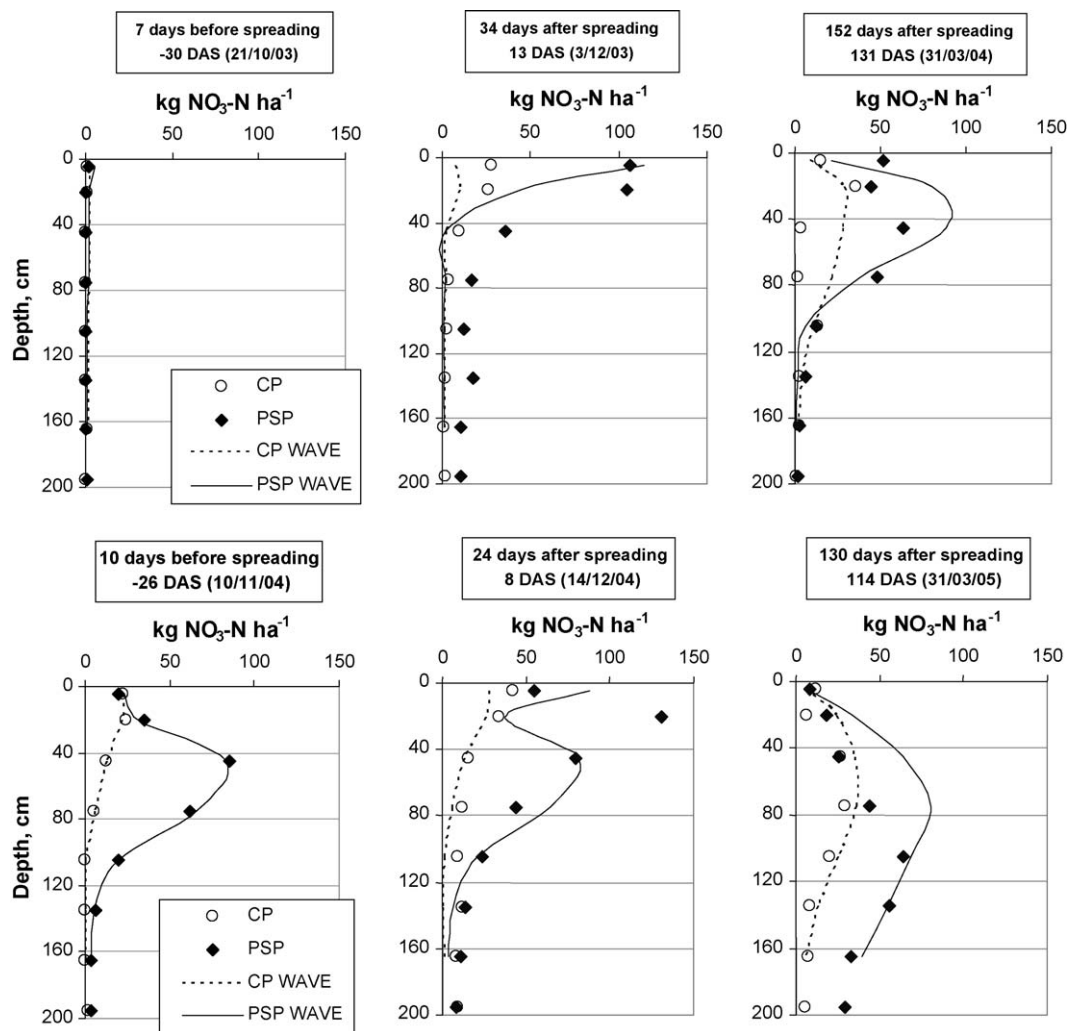 7 days before spreading
-30 DAS (21/10/03)
34 days after spreading
13 DAS (3/12/03)
152 days after spreading
131 DAS (31/03/04)
kg NO₃-N ha⁻¹
kg NO₃-N ha⁻¹
kg NO₃-N ha⁻¹
0 50 100 150
0 50 100 150
0 50 100 150
Depth, cm
0
40
80
120
160
200
0
40
80
120
160
200
0
40
80
120
160
200
CP
PSP
CP WAVE
PSP WAVE
10 days before spreading
-26 DAS (10/11/04)
24 days after spreading
8 DAS (14/12/04)
130 days after spreading
114 DAS (31/03/05)
kg NO₃-N ha⁻¹
kg NO₃-N ha⁻¹
kg NO₃-N ha⁻¹
0 50 100 150
0 50 100 150
0 50 100 150
Depth, cm
0
40
80
120
160
200
0
40
80
120
160
200
0
40
80
120
160
200
CP
PSP
CP WAVE
PSP WAVE